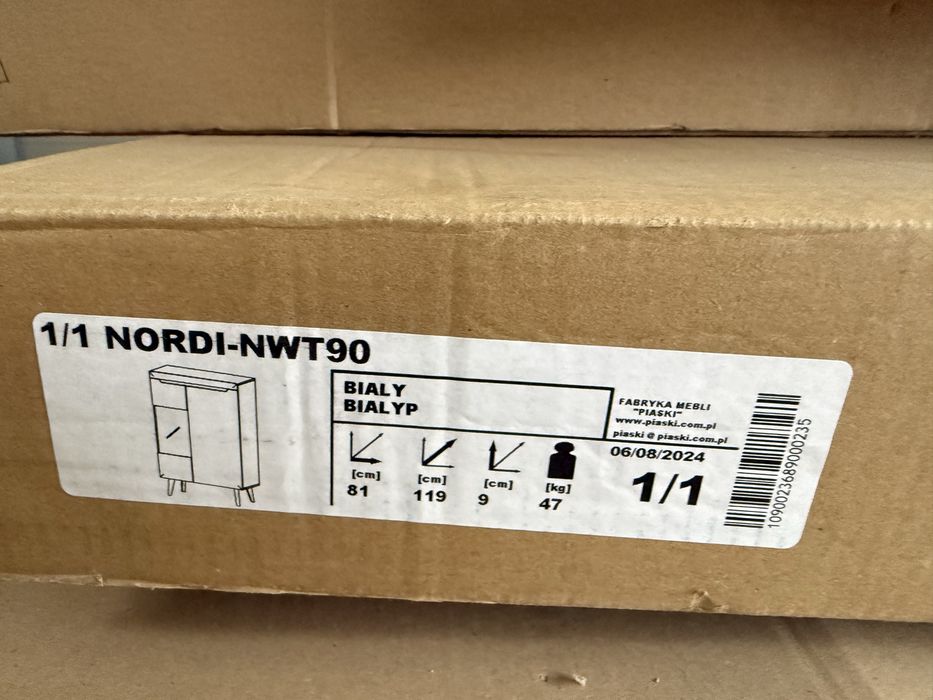 1/1 NORDI-NWT90
BIALY
BIALYP
FABRYKA MEBLI
"PIASKI"
www.piaski.com.pl
piaski @ piaski.com.pl
06/08/2024
[cm]
81
[cm]
119
[cm]
9
[kg]
47
1/1
1090023689000235